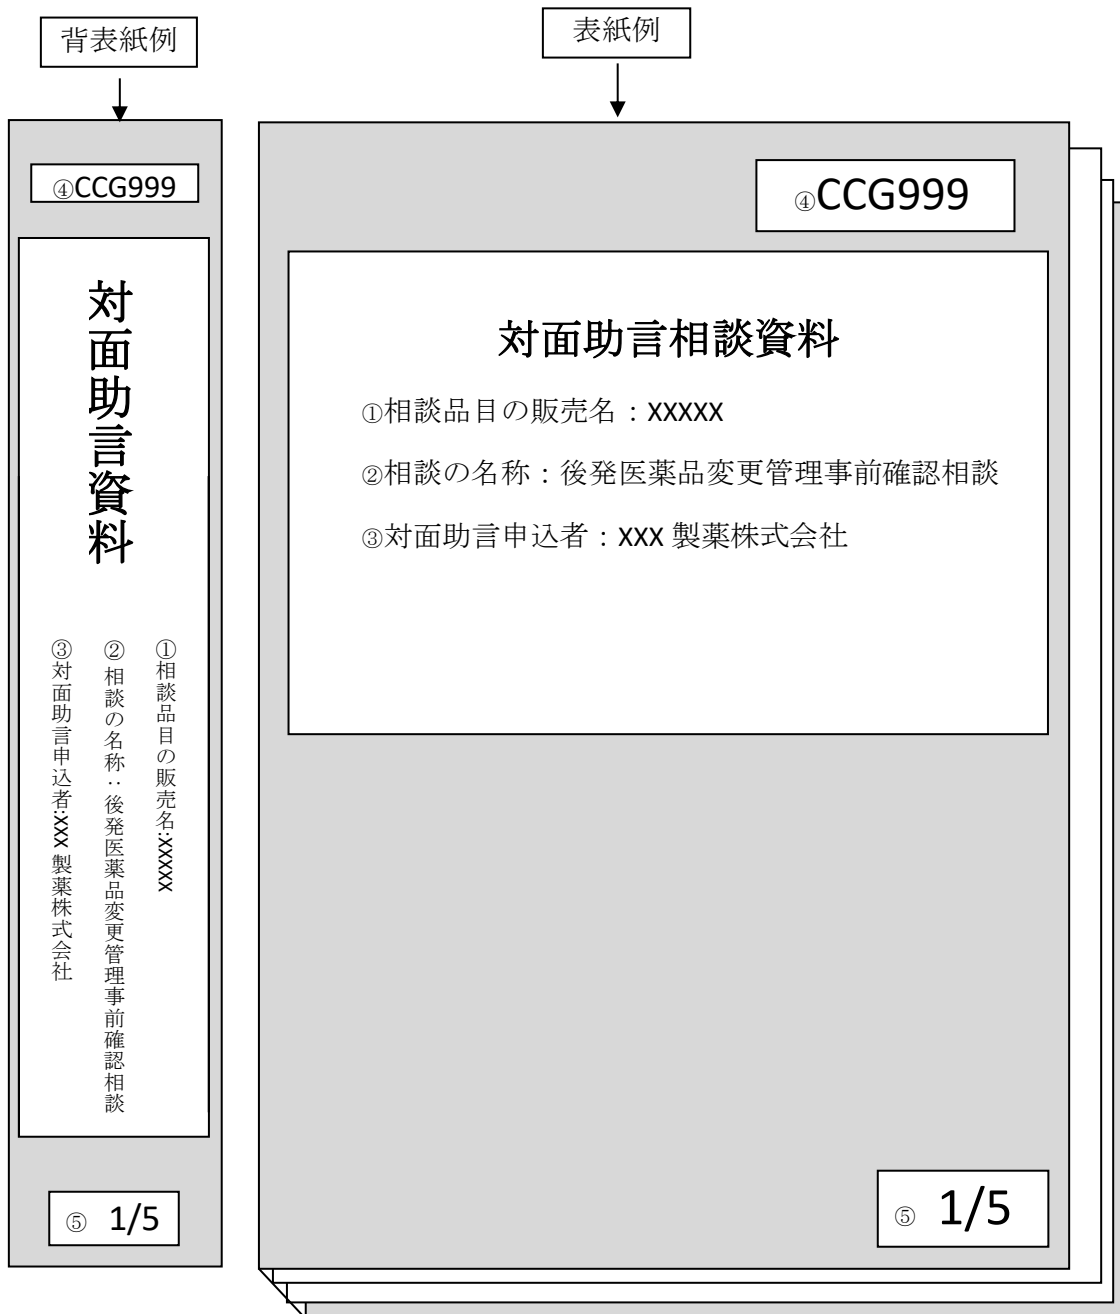 背表紙例
④CCG999
対面助言資料
①相談品目の販売名:XXXXX
②相談の名称：後発医薬品変更管理事前確認相談
③対面助言申込者:XXX 製薬株式会社
⑤ 1/5
表紙例
④CCG999
対面助言相談資料
①相談品目の販売名：XXXXX
②相談の名称：後発医薬品変更管理事前確認相談
③対面助言申込者：XXX 製薬株式会社
⑤ 1/5